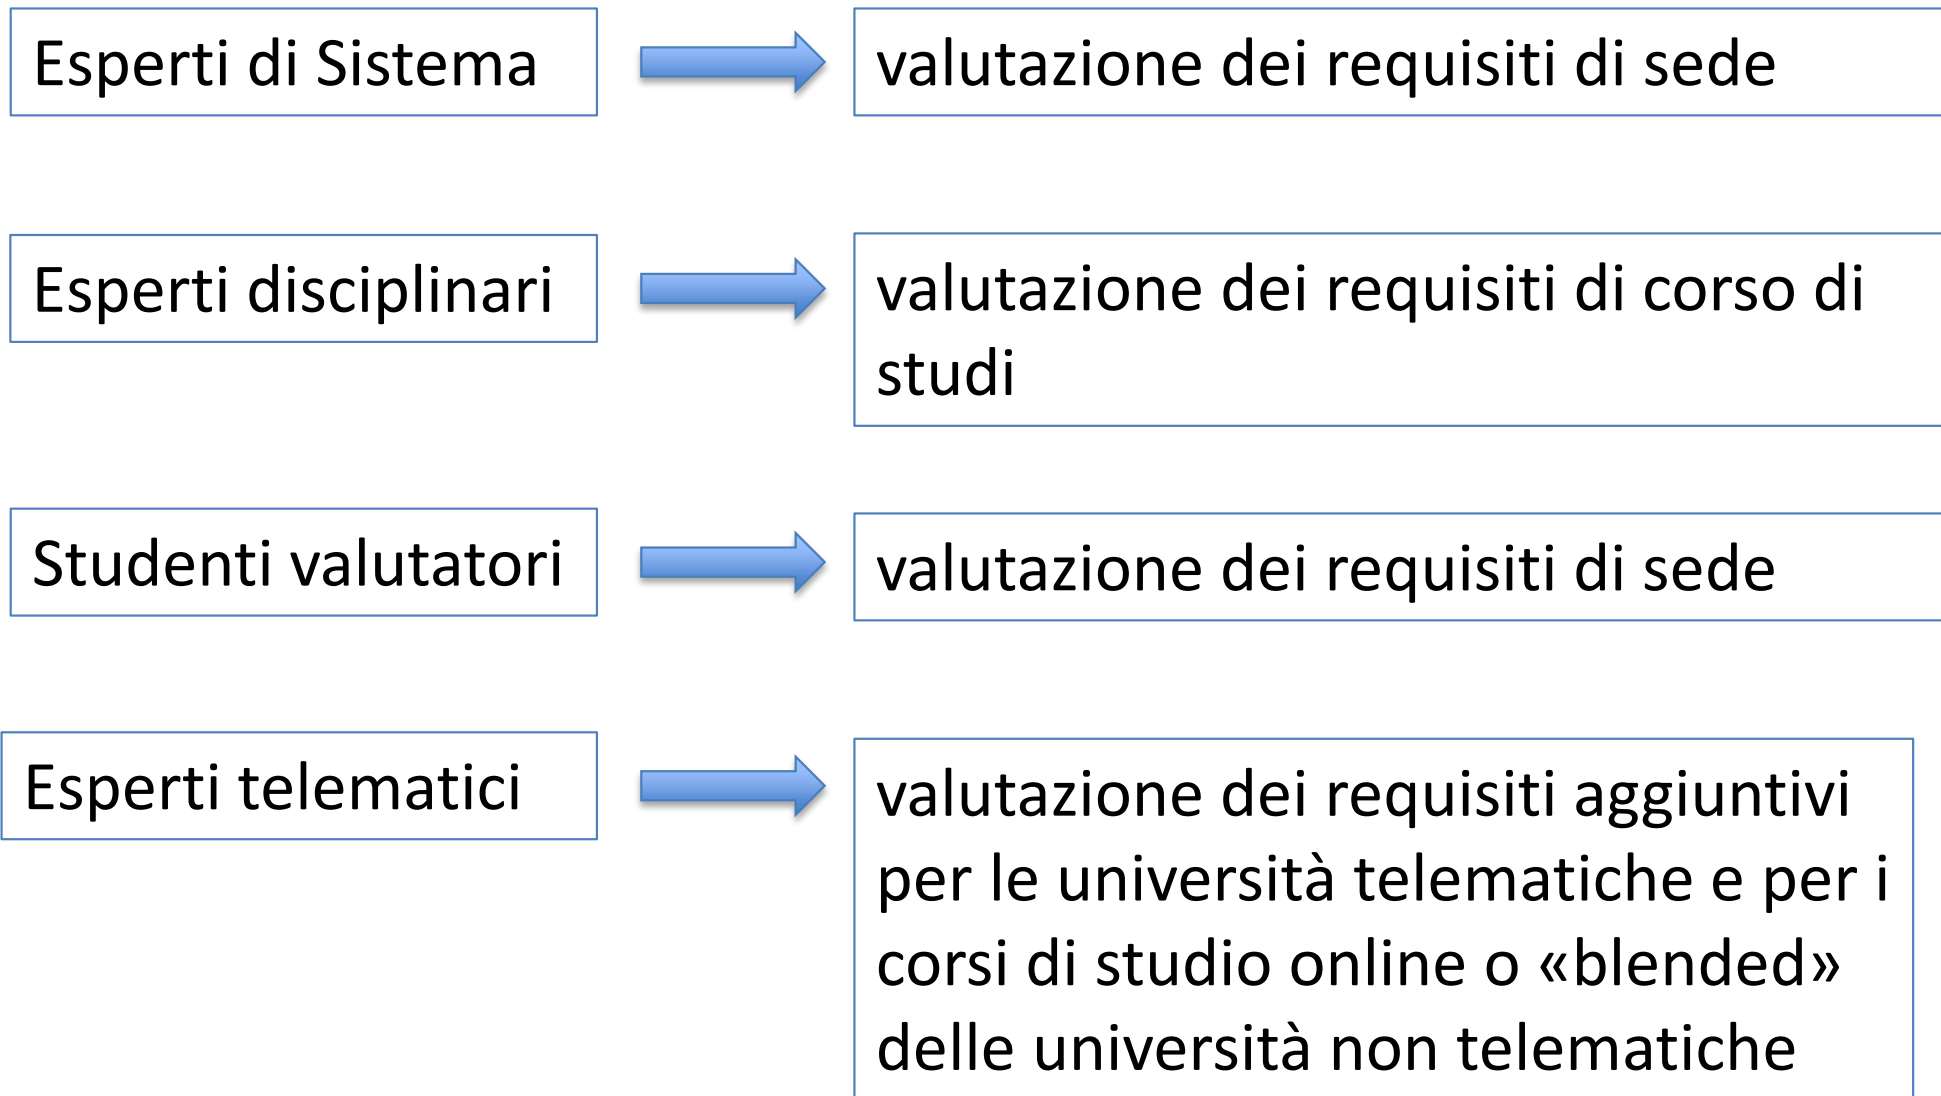 Esperti di Sistema
valutazione dei requisiti di sede
Esperti disciplinari
valutazione dei requisiti di corso di
studi
Studenti valutatori
valutazione dei requisiti di sede
Esperti telematici
valutazione dei requisiti aggiuntivi
per le università telematiche e per i
corsi di studio online o «blended»
delle università non telematiche